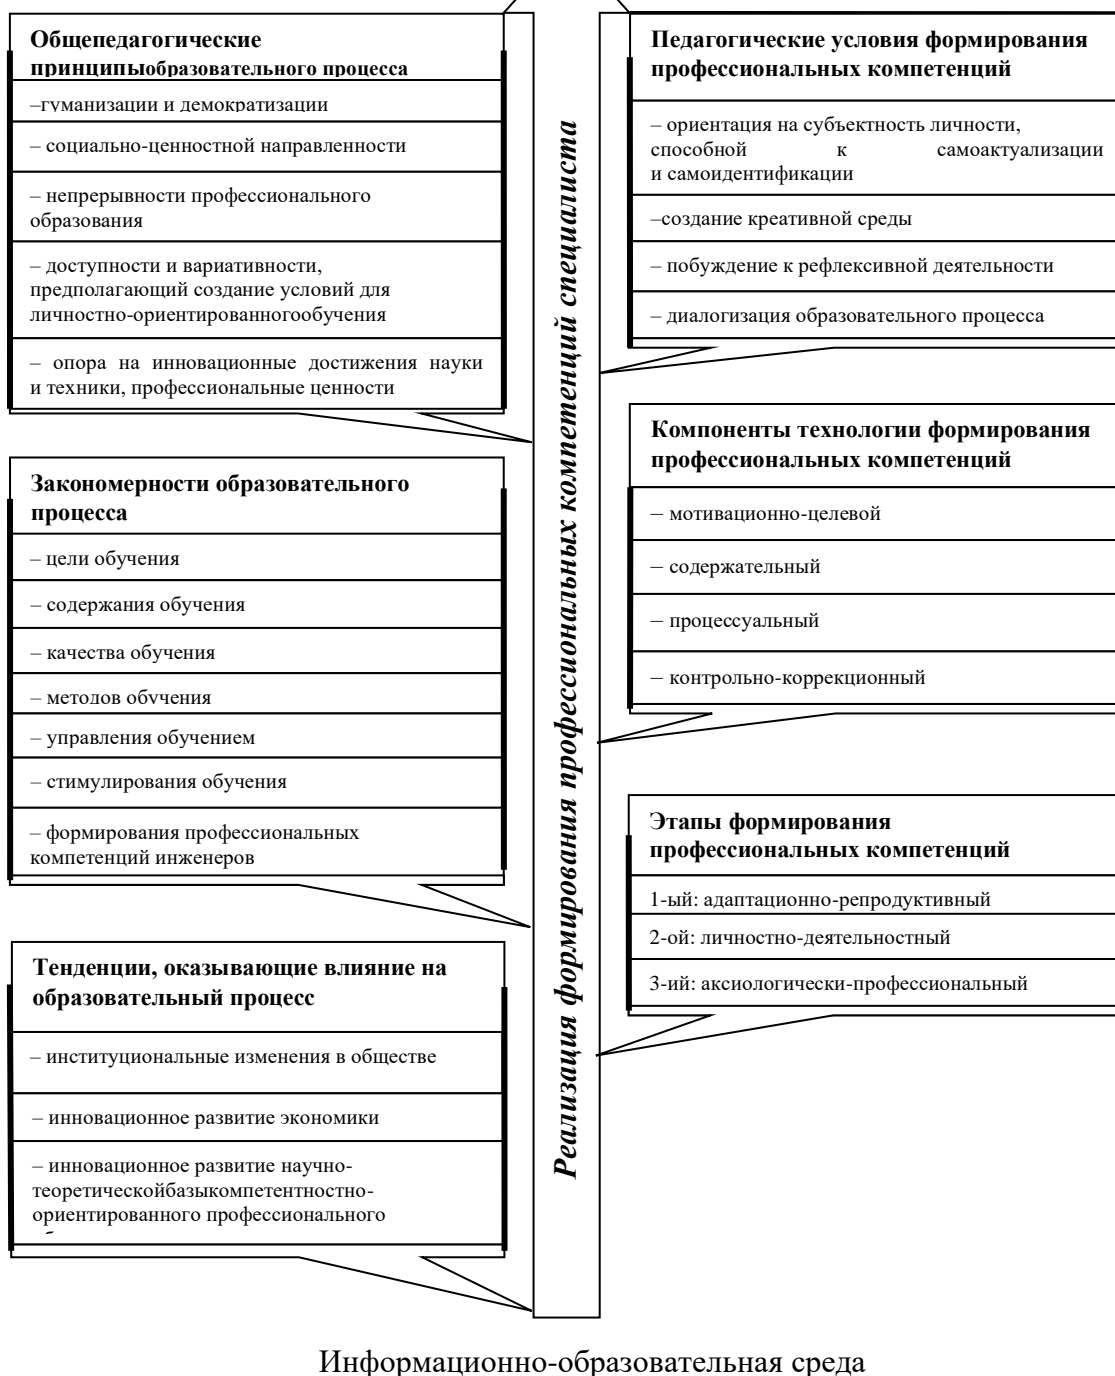 Общепедагогические
принципыобразовательного процесса
–гуманизации и демократизации
– социально-ценностной направленности
– непрерывности профессионального
образования
– доступности и вариативности,
предполагающий создание условий для
личностно-ориентированногообучения
– опора на инновационные достижения науки
и техники, профессиональные ценности
Закономерности образовательного
процесса
– цели обучения
– содержания обучения
– качества обучения
– методов обучения
– управления обучением
– стимулирования обучения
– формирования профессиональных
компетенций инженеров
Тенденции, оказывающие влияние на
образовательный процесс
– институциональные изменения в обществе
– инновационное развитие экономики
– инновационное развитие научно-
теоретическойбазыкомпетентностно-
ориентированного профессионального
Реализация формирования профессиональных компетенций специалиста
Педагогические условия формирования
профессиональных компетенций
– ориентация на субъектность личности,
способной к самоактуализации
и самоидентификации
–создание креативной среды
– побуждение к рефлексивной деятельности
– диалогизация образовательного процесса
Компоненты технологии формирования
профессиональных компетенций
– мотивационно-целевой
– содержательный
– процессуальный
– контрольно-коррекционный
Этапы формирования
профессиональных компетенций
1-ый: адаптационно-репродуктивный
2-ой: личностно-деятельностный
3-ий: аксиологически-профессиональный
Информационно-образовательная среда